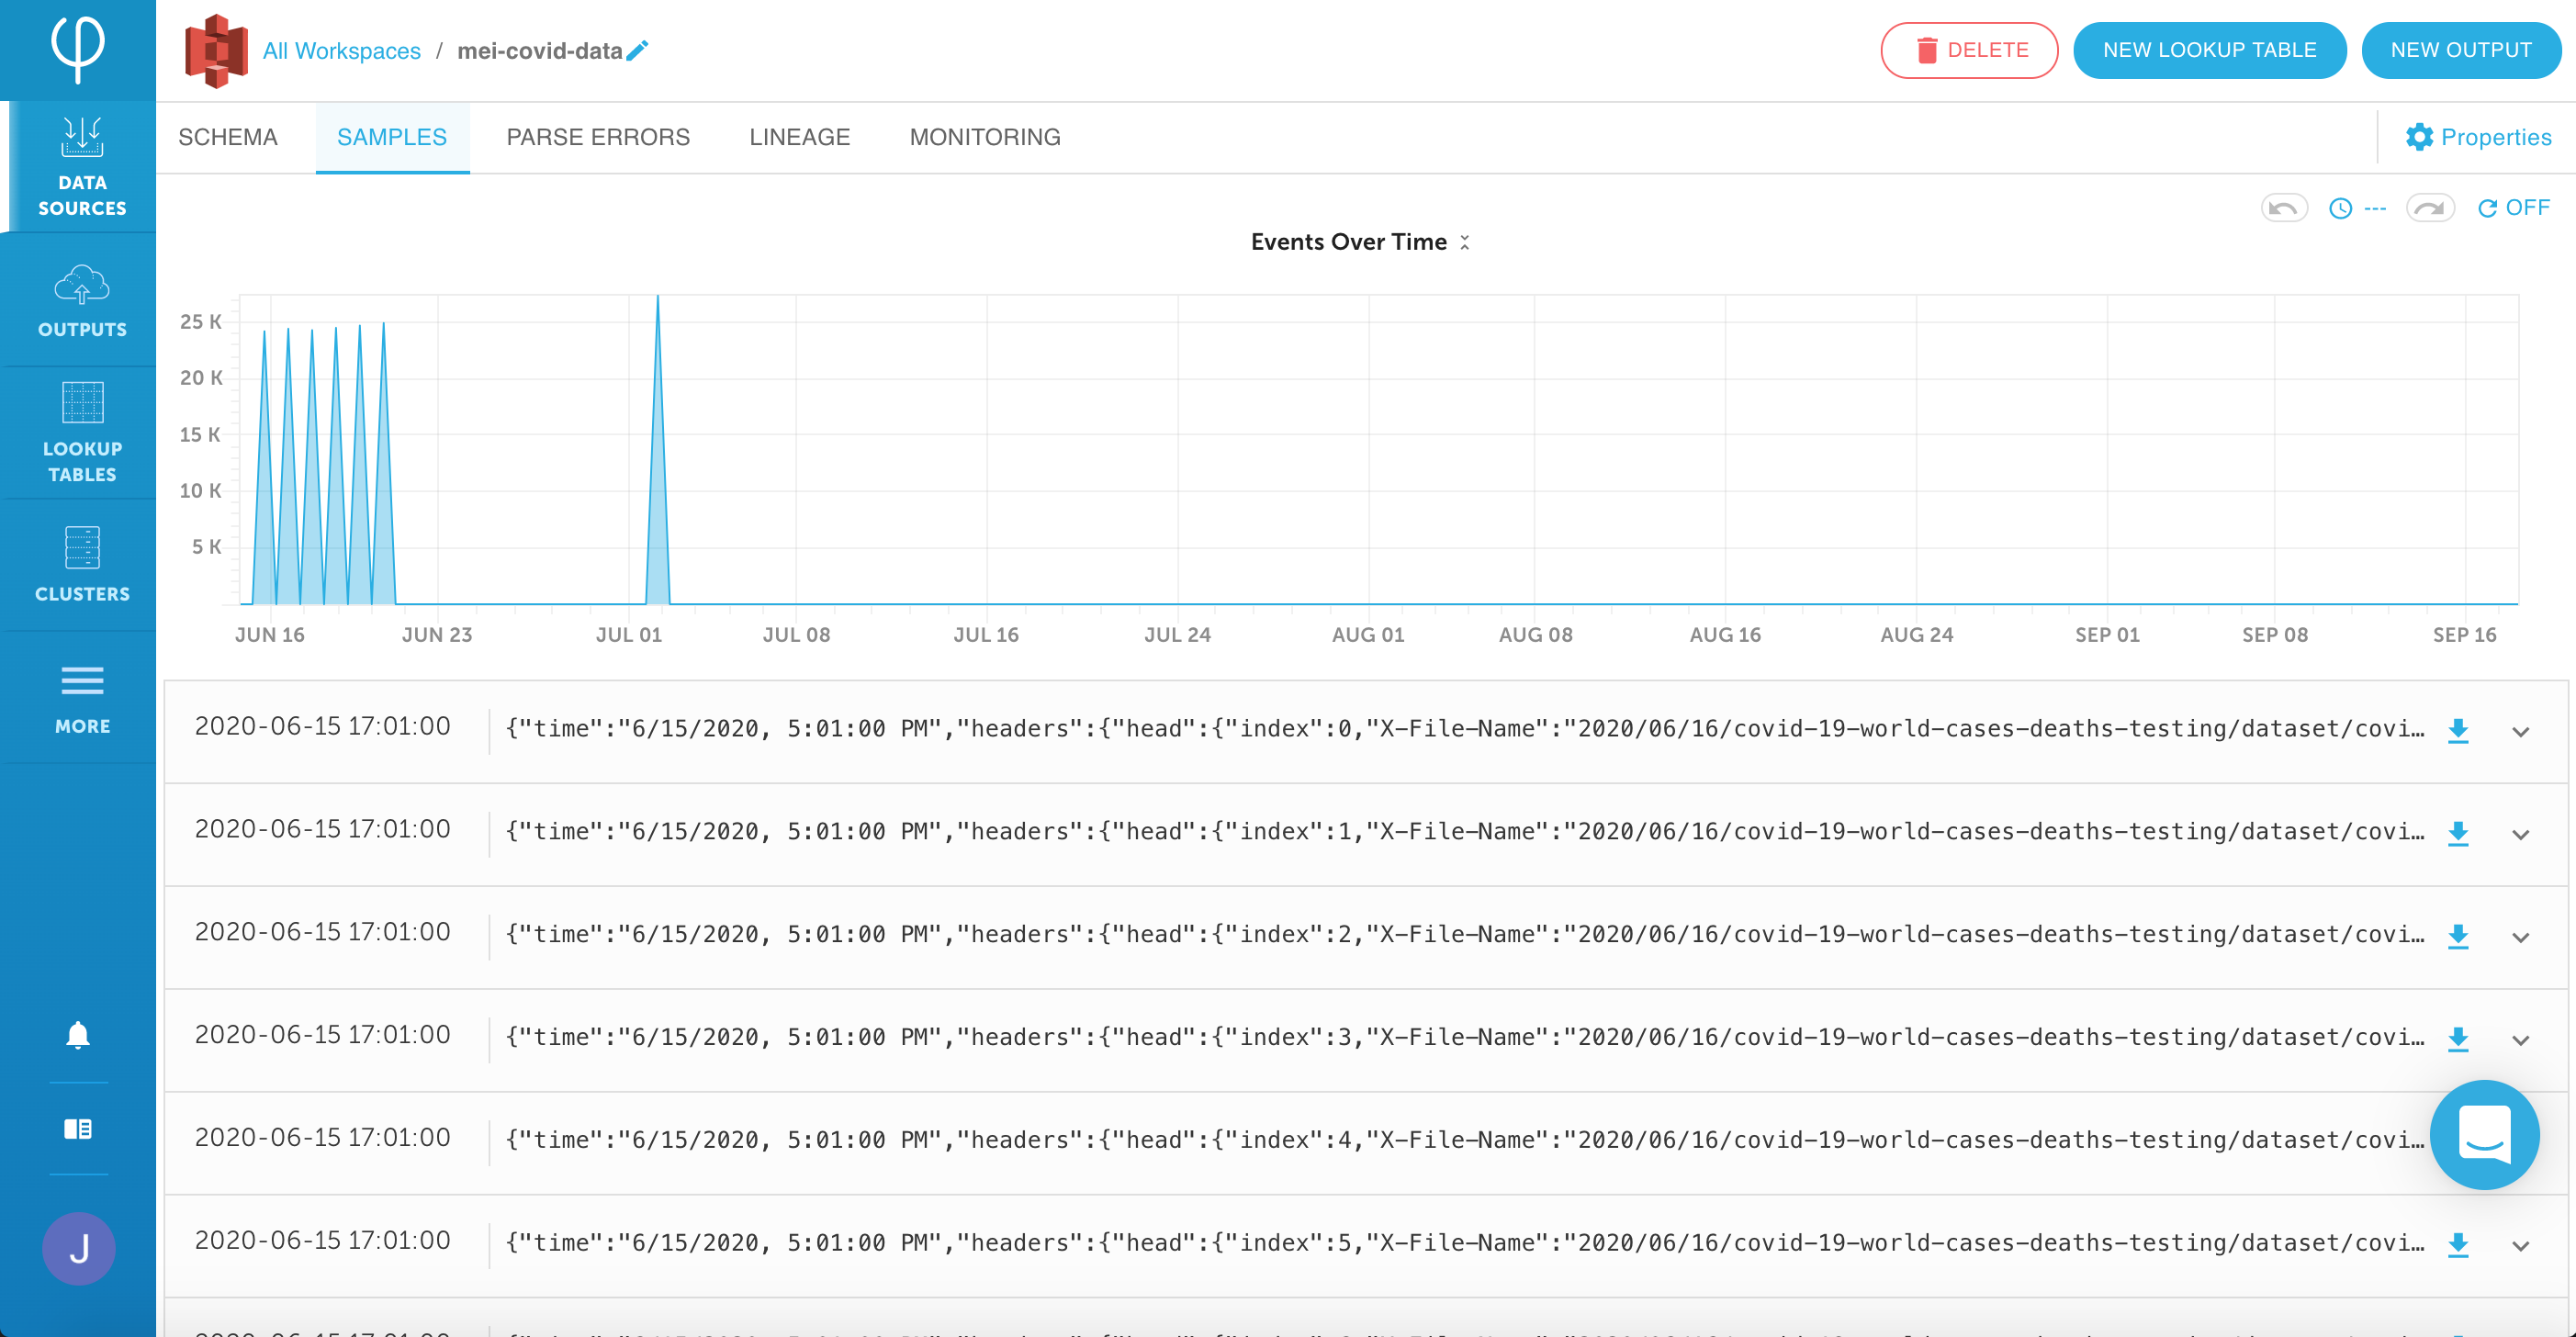 All Workspaces / mei-covid-data
DELETE
NEW LOOKUP TABLE
NEW OUTPUT
DATA
SOURCES
OUTPUTS
LOOKUP
TABLES
CLUSTERS
MORE
J
SCHEMA SAMPLES PARSE ERRORS LINEAGE MONITORING
Properties
--- OFF
Events Over Time
25 K
20 K
15 K
10 K
5 K
JUN 16 JUN 23 JUL 01 JUL 08 JUL 16 JUL 24 AUG 01 AUG 08 AUG 16 AUG 24 SEP 01 SEP 08 SEP 16
2020-06-15 17:01:00 {"time":"6/15/2020, 5:01:00 PM","headers":{"head":{"index":0,"X-File-Name":"2020/06/16/covid-19-world-cases-deaths-testing/dataset/covi…
2020-06-15 17:01:00 {"time":"6/15/2020, 5:01:00 PM","headers":{"head":{"index":1,"X-File-Name":"2020/06/16/covid-19-world-cases-deaths-testing/dataset/covi…
2020-06-15 17:01:00 {"time":"6/15/2020, 5:01:00 PM","headers":{"head":{"index":2,"X-File-Name":"2020/06/16/covid-19-world-cases-deaths-testing/dataset/covi…
2020-06-15 17:01:00 {"time":"6/15/2020, 5:01:00 PM","headers":{"head":{"index":3,"X-File-Name":"2020/06/16/covid-19-world-cases-deaths-testing/dataset/covi…
2020-06-15 17:01:00 {"time":"6/15/2020, 5:01:00 PM","headers":{"head":{"index":4,"X-File-Name":"2020/06/16/covid-19-world-cases-deaths-testing/dataset/covi…
2020-06-15 17:01:00 {"time":"6/15/2020, 5:01:00 PM","headers":{"head":{"index":5,"X-File-Name":"2020/06/16/covid-19-world-cases-deaths-testing/dataset/covi…